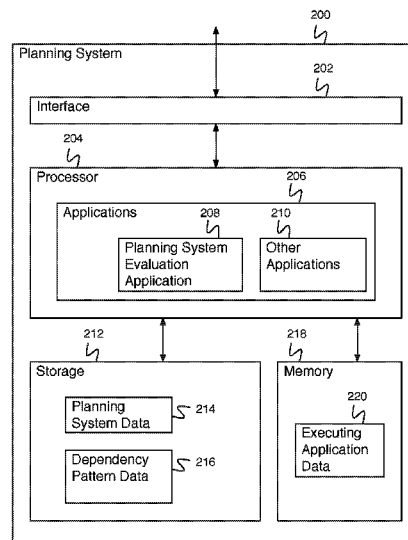 200
Planning System
202
Interface
204
Processor
206
Applications
208
210
Planning System
Evaluation
Application
Other
Applications
212
218
Storage
Memory
Planning
System Data
214
220
Executing
Application
Data
Dependency
Pattern Data
216